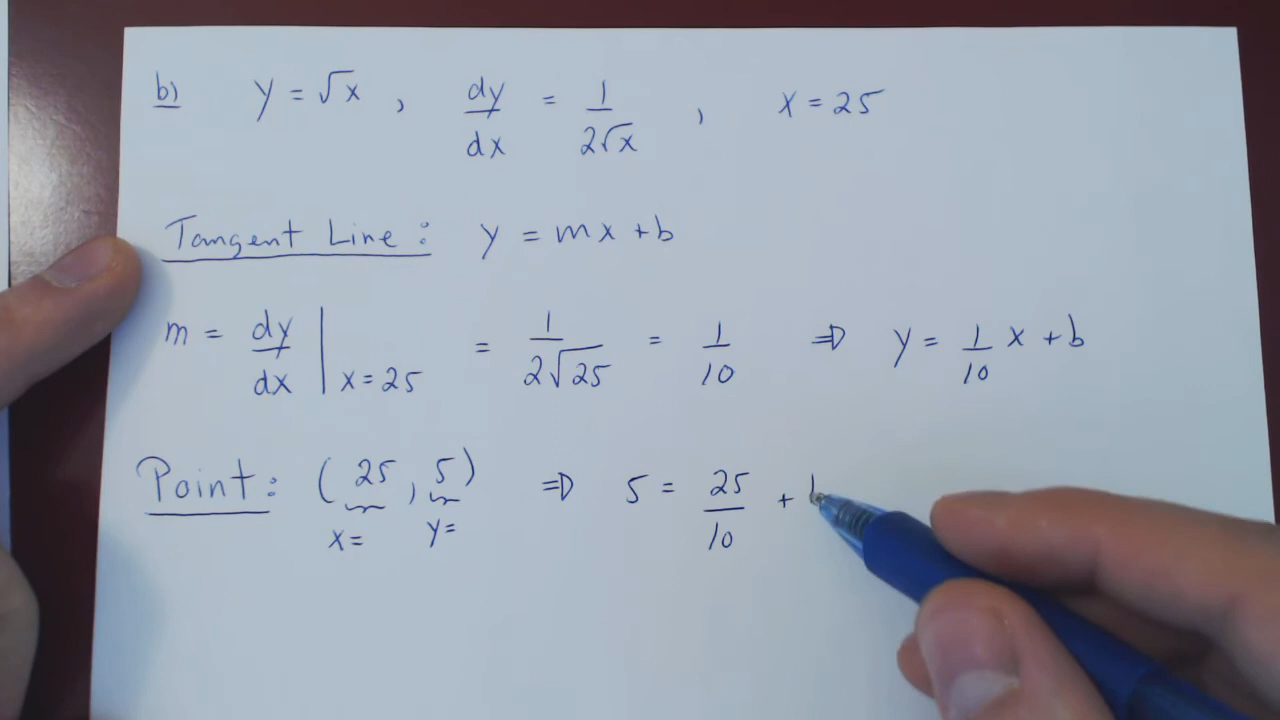 b) y = √x , dy/dx = 1/(2√x) , x = 25
Tangent Line: y = mx + b
m = dy/dx | x = 25 = 1/(2√25) = 1/10 ⇒ y = 1/10 x + b
Point: (25, 5) ⇒ 5 = 25/10 +
x= y=